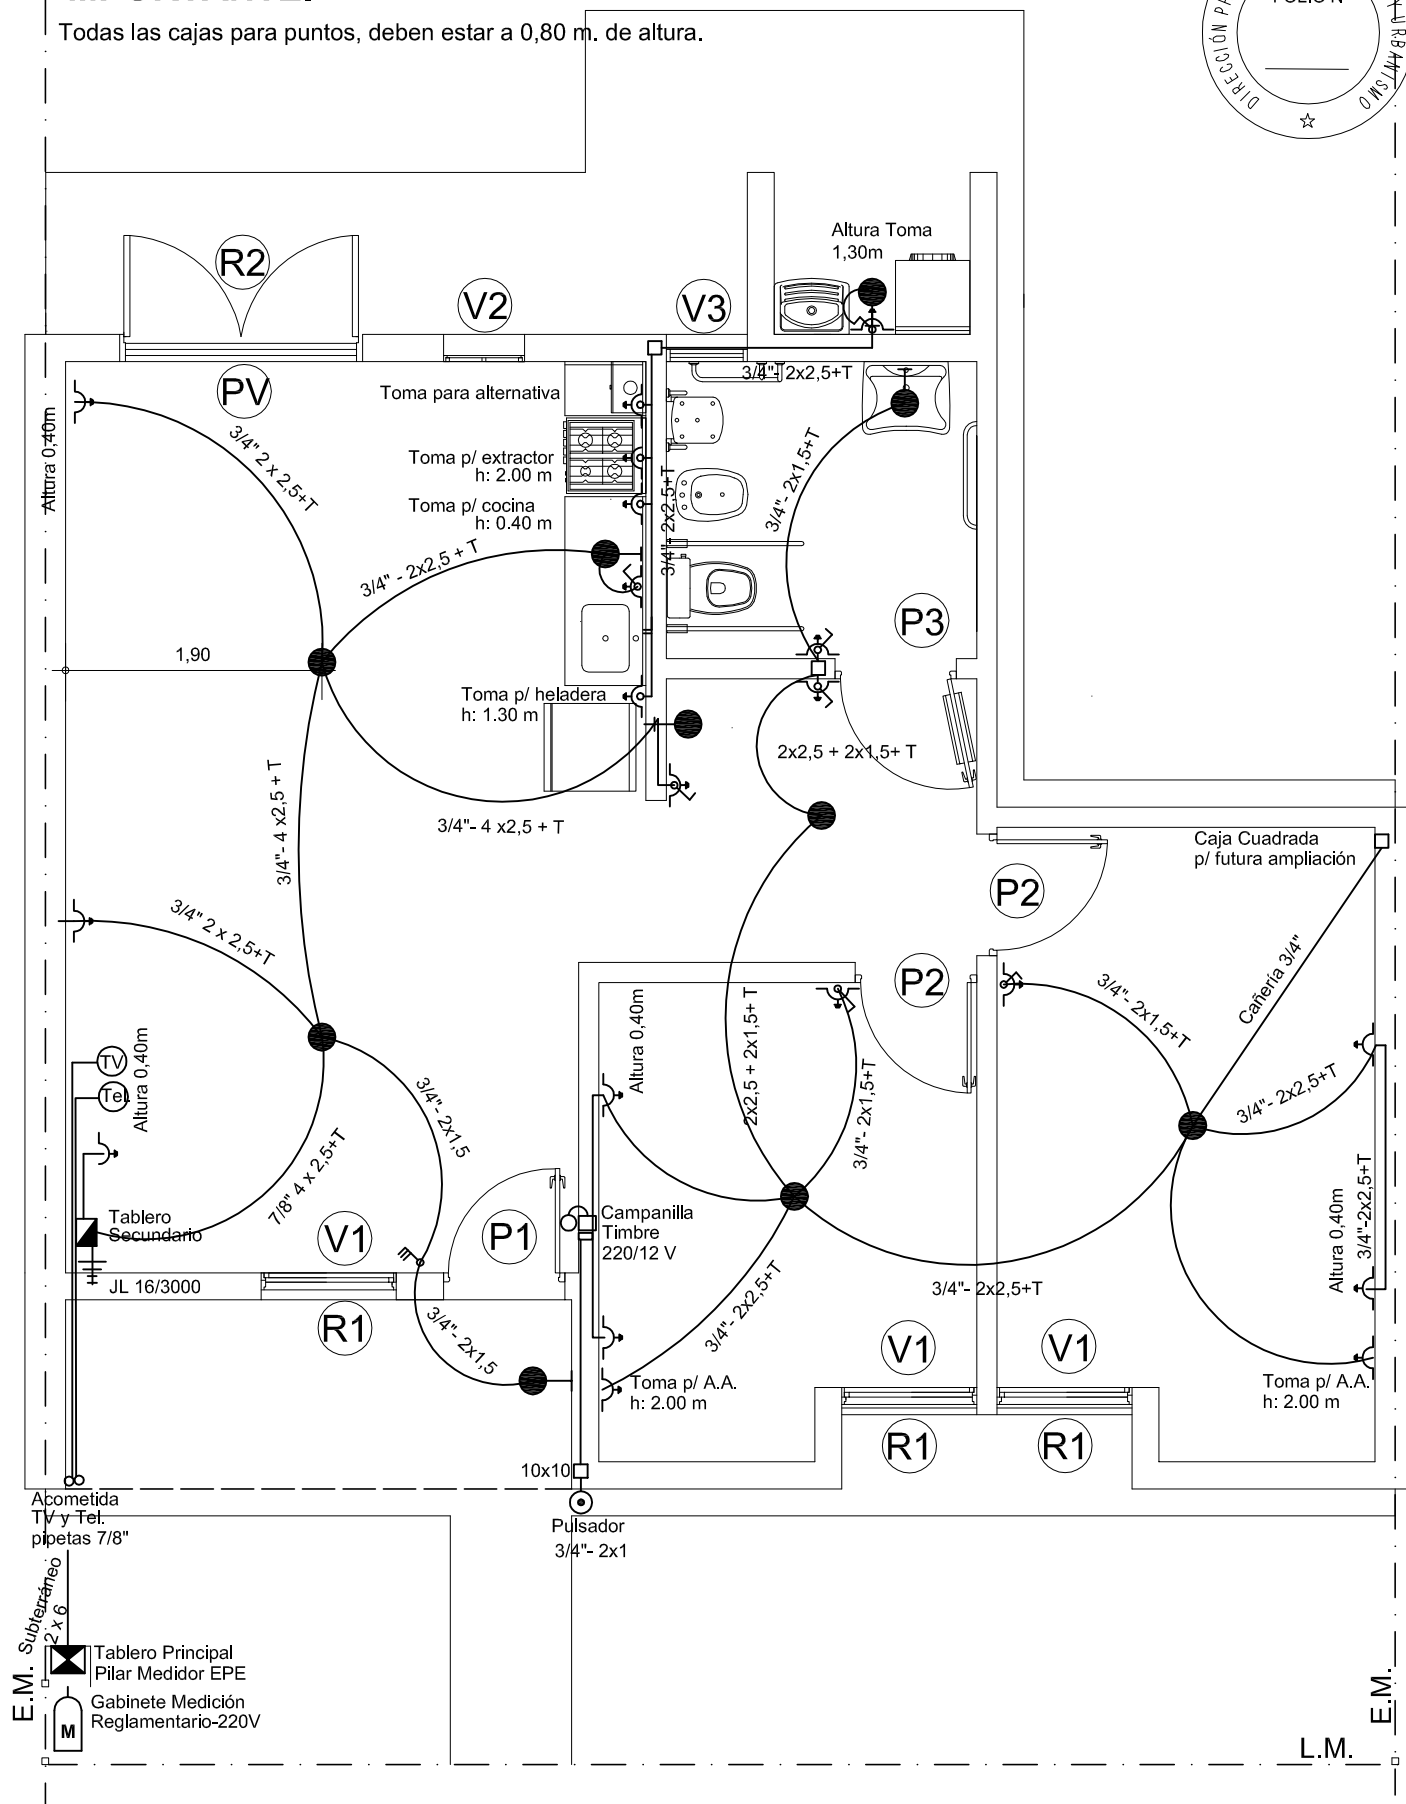 Todas las cajas para puntos, deben estar a 0,80 m. de altura.
DIRECCIÓN
URBANISMO
Altura Toma
1,30m
R2
V2
V3
3/4"- 2x2,5+T
PV
Toma para alternativa
Altura 0,40m
3/4" 2 x 2,5+T
Toma p/ extractor
h: 2.00 m
Toma p/ cocina
h: 0.40 m
3/4"- 2x2,5+T
3/4"- 2x1,5+T
3/4" - 2x2,5 + T
P3
1,90
Toma p/ heladera
h: 1.30 m
2x2,5 + 2x1,5+ T
3/4"- 4 x2,5 + T
3/4"- 4 x2,5 + T
Caja Cuadrada
p/ futura ampliación
P2
3/4" 2 x 2,5+T
P2
Cañería 3/4"
3/4"- 2x1,5+T
Altura 0,40m
2x2,5 + 2x1,5+ T
3/4"- 2x1,5+T
TV
Tel.
Altura 0,40m
3/4"- 2x1,5
3/4"- 2x2,5+T
7/8" 4 x 2,5+T
Tablero
Secundario
V1
P1
Campanilla
Timbre
220/12 V
Altura 0,40m
3/4"-2x2,5+T
JL 16/3000
3/4"- 2x2,5+T
3/4"- 2x2,5+T
R1
3/4"- 2x1,5
V1
V1
Toma p/ A.A.
h: 2.00 m
Toma p/ A.A.
h: 2.00 m
R1
R1
10x10
Acometida
TV y Tel.
pipetas 7/8"
Pulsador
3/4"- 2x1
Subterráneo
2 x 6
Tablero Principal
Pilar Medidor EPE
E.M.
Gabinete Medición
Reglamentario-220V
M
E.M.
L.M.